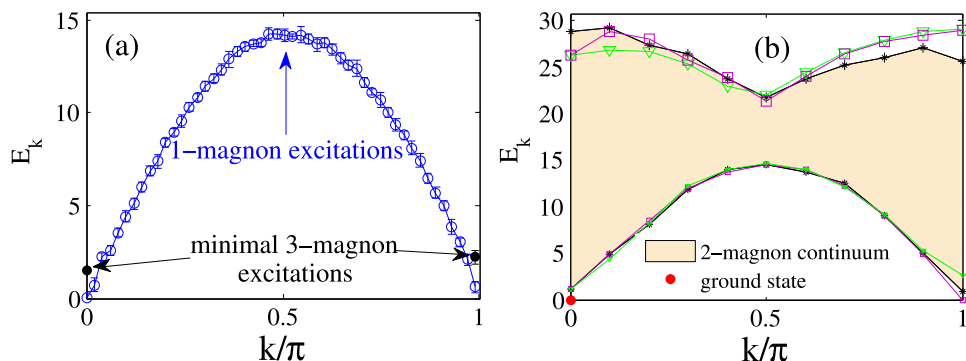 (a)
15
10
5
0
E_k
1−magnon excitations
minimal 3−magnon
excitations
0
0.5
1
k/π
(b)
30
25
20
15
10
5
0
E_k
2−magnon continuum
ground state
0
0.5
1
k/π